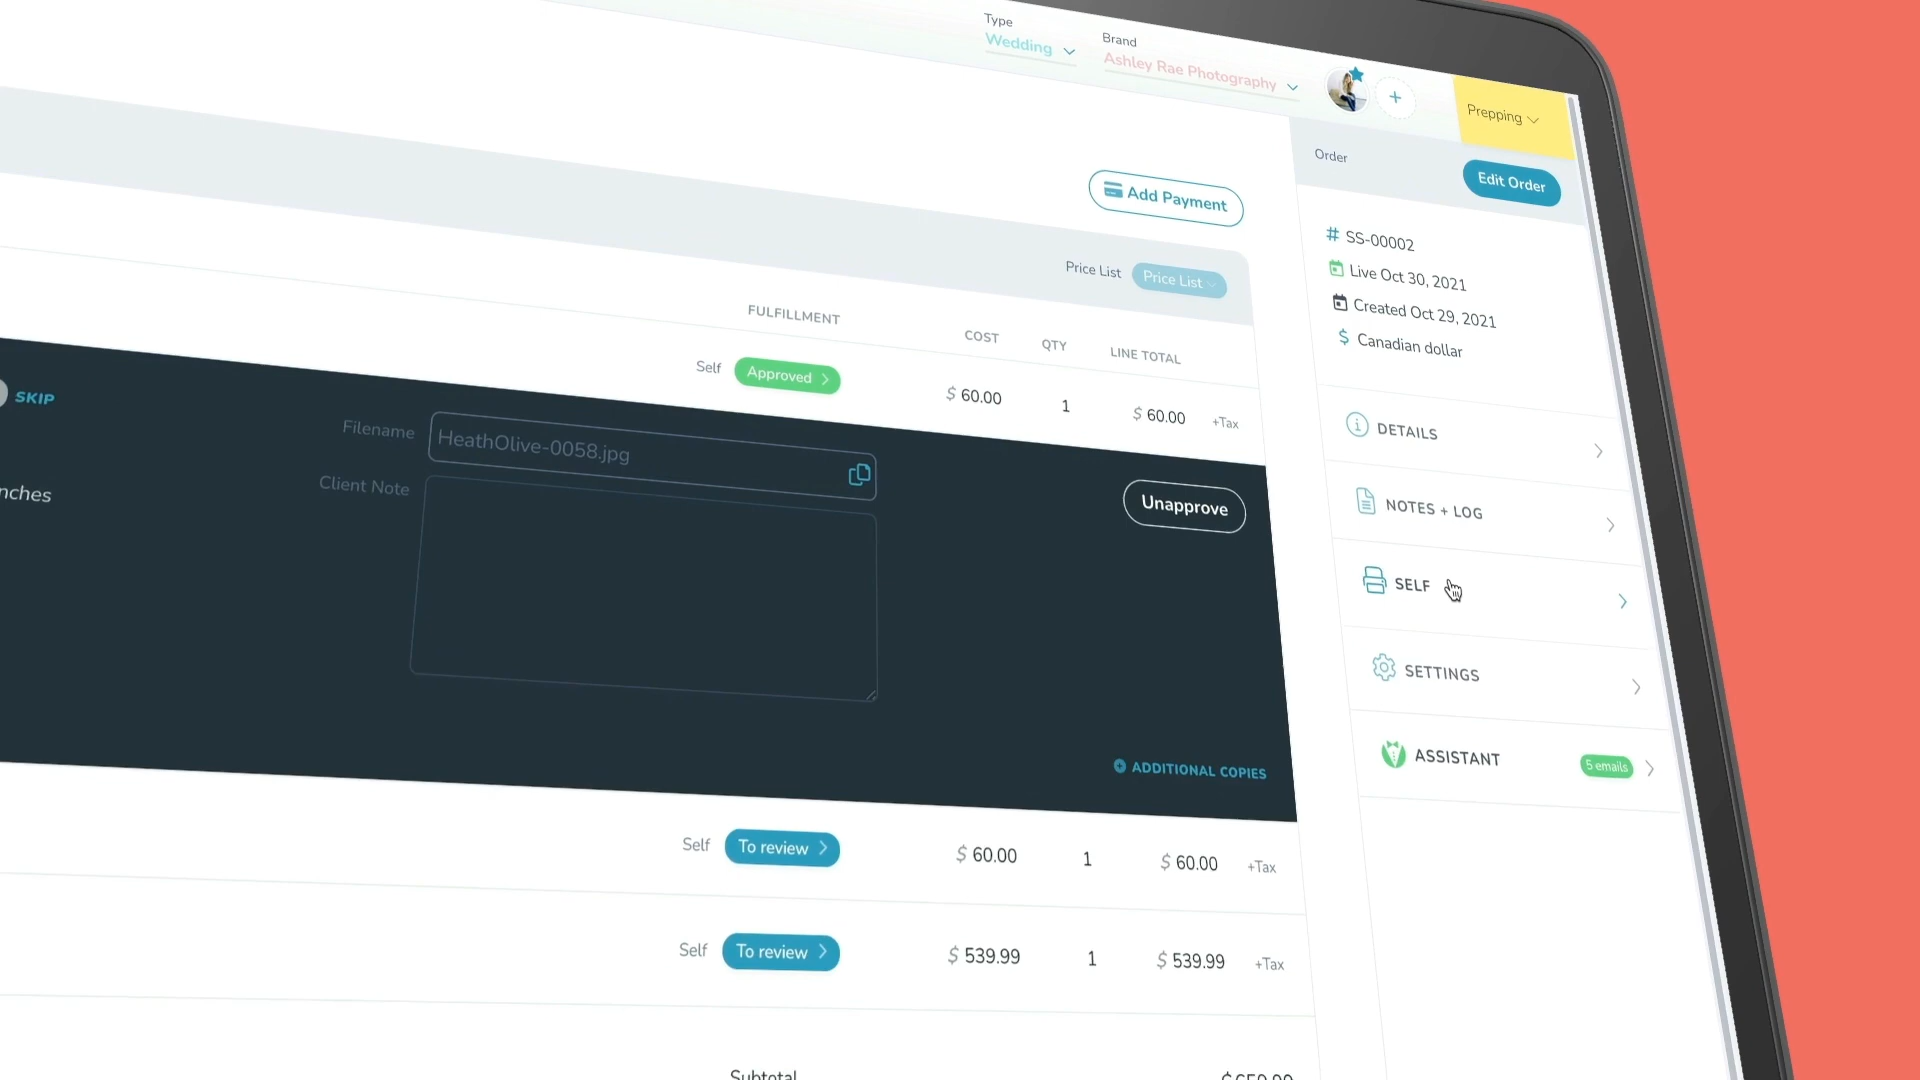 Type
Wedding
Brand
Ashley Rae Photography
Prepping
Order
Edit Order
Add Payment
Price List
Price List
# SS-00002
Live Oct 30, 2021
Created Oct 29, 2021
$ Canadian dollar
FULFILLMENT
COST
QTY
LINE TOTAL
Self
Approved
$ 60.00
1
$ 60.00
+Tax
SKIP
Filename
HeathOlive-0058.jpg
Client Note
nches
Unapprove
ADDITIONAL COPIES
DETAILS
NOTES + LOG
SELF
SETTINGS
ASSISTANT
5 emails
Self
To review
$ 60.00
1
$ 60.00
+Tax
Self
To review
$ 539.99
1
$ 539.99
+Tax
Subtotal